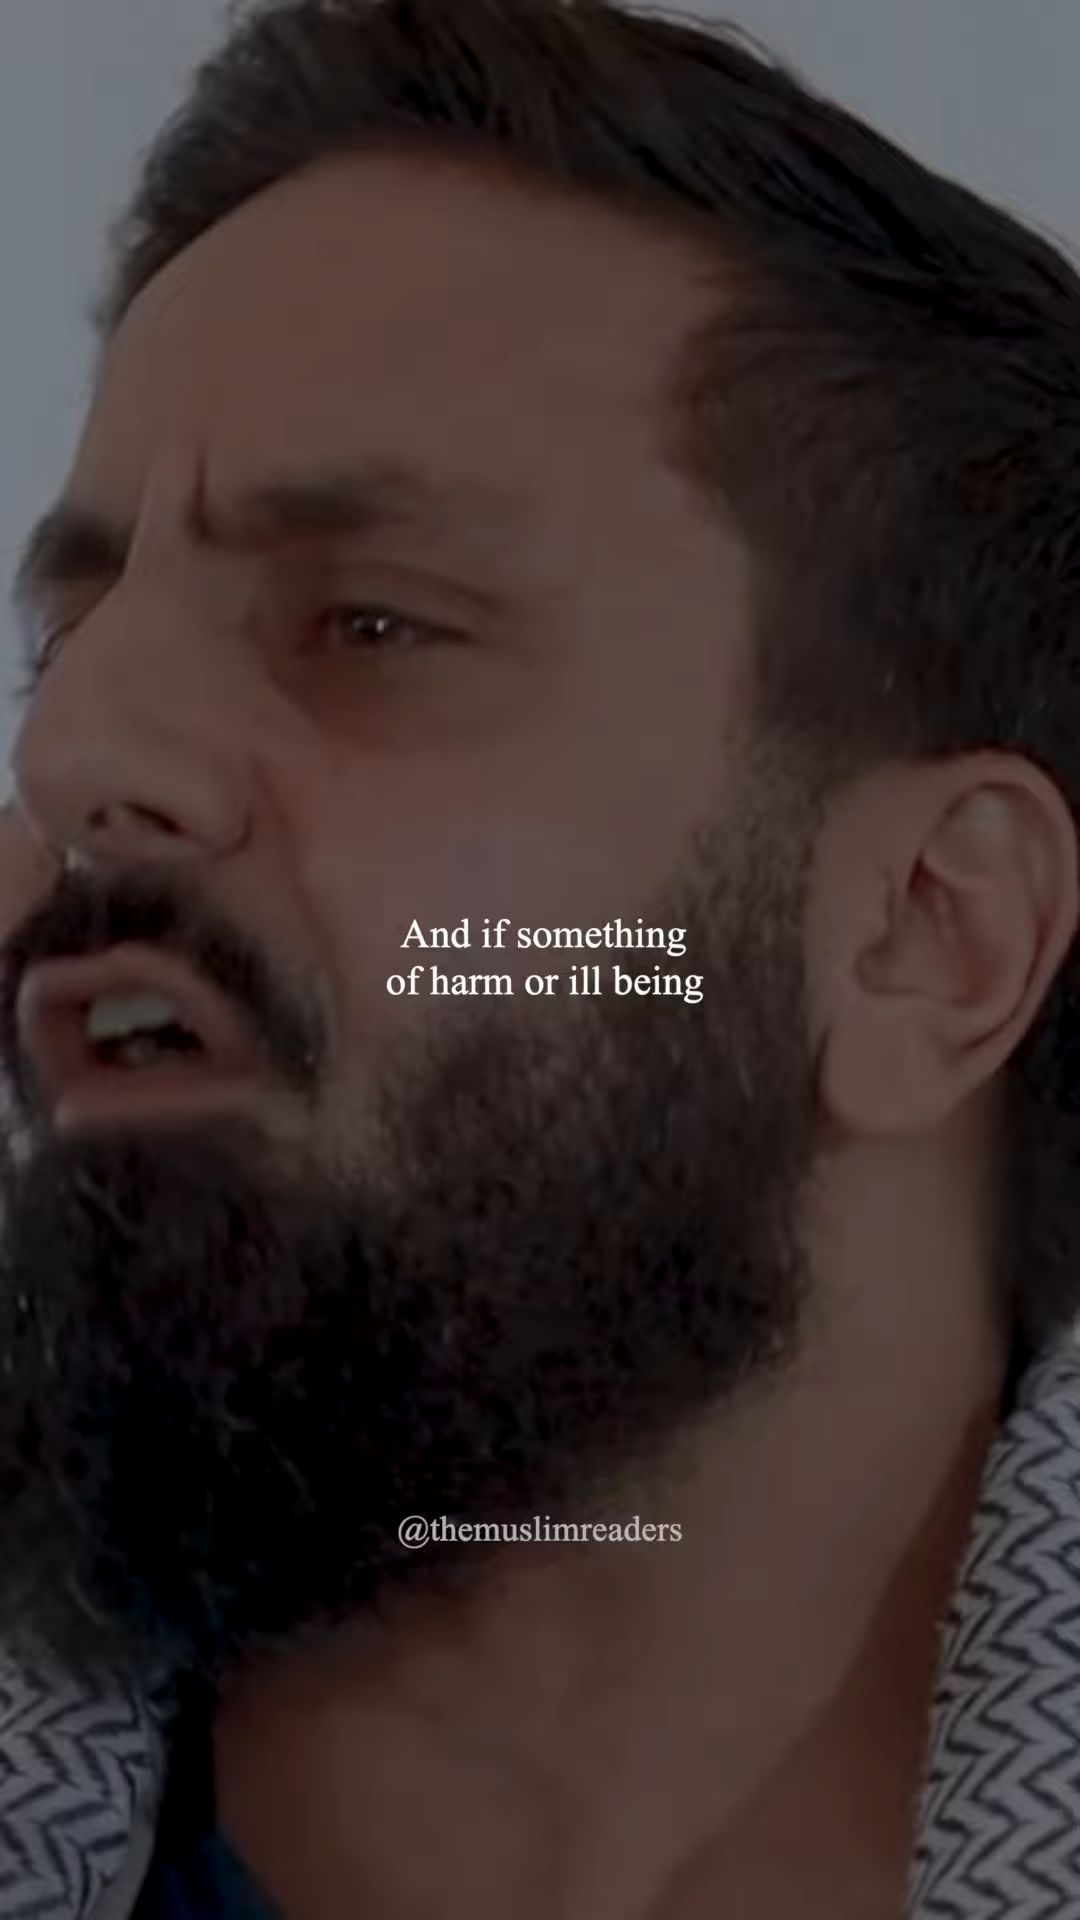 And if something
of harm or ill being
@themuslimreaders